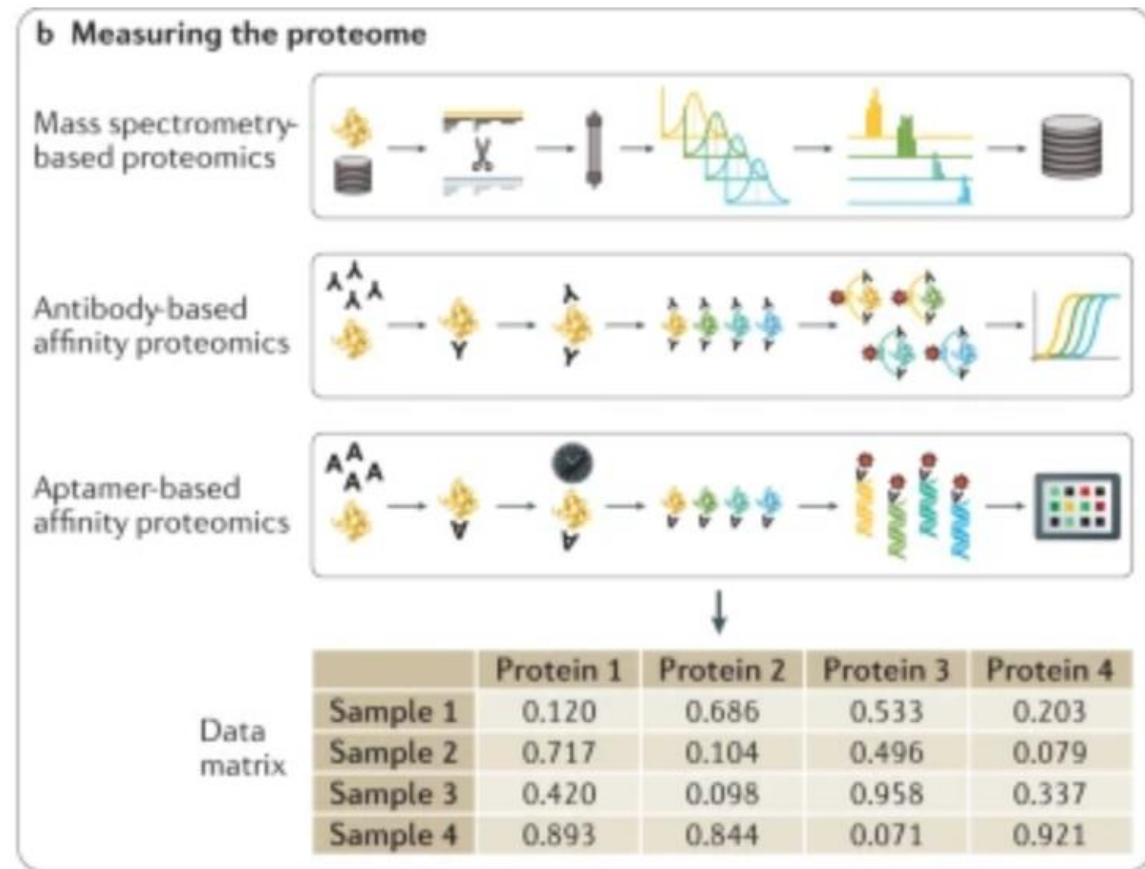 b Measuring the proteome
Mass spectrometry-
based proteomics
Antibody-based
affinity proteomics
Aptamer-based
affinity proteomics
Data
matrix
Protein 1 Protein 2 Protein 3 Protein 4
Sample 1 0.120 0.686 0.533 0.203
Sample 2 0.717 0.104 0.496 0.079
Sample 3 0.420 0.098 0.958 0.337
Sample 4 0.893 0.844 0.071 0.921